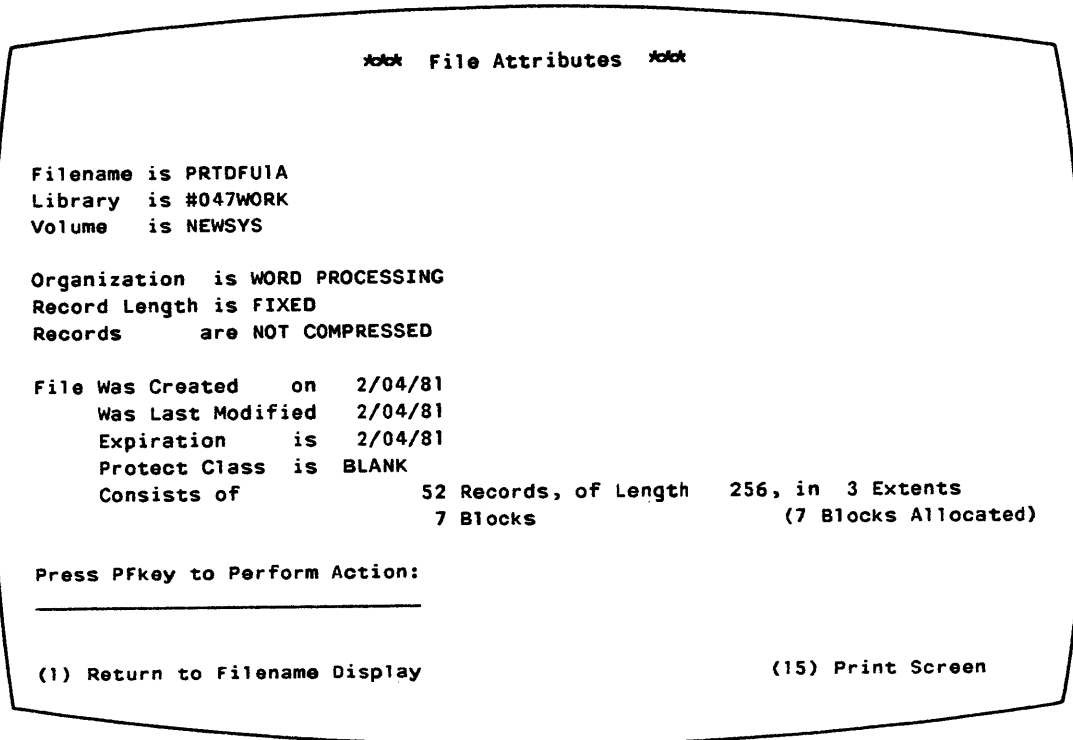 *** File Attributes ***
Filename is PRTDFU1A
Library is #047WORK
Volume is NEWSYS
Organization is WORD PROCESSING
Record Length is FIXED
Records are NOT COMPRESSED
File Was Created on 2/04/81
Was Last Modified 2/04/81
Expiration is 2/04/81
Protect Class is BLANK
Consists of 52 Records, of Length 256, in 3 Extents
7 Blocks (7 Blocks Allocated)
Press PFkey to Perform Action:
(1) Return to Filename Display (15) Print Screen